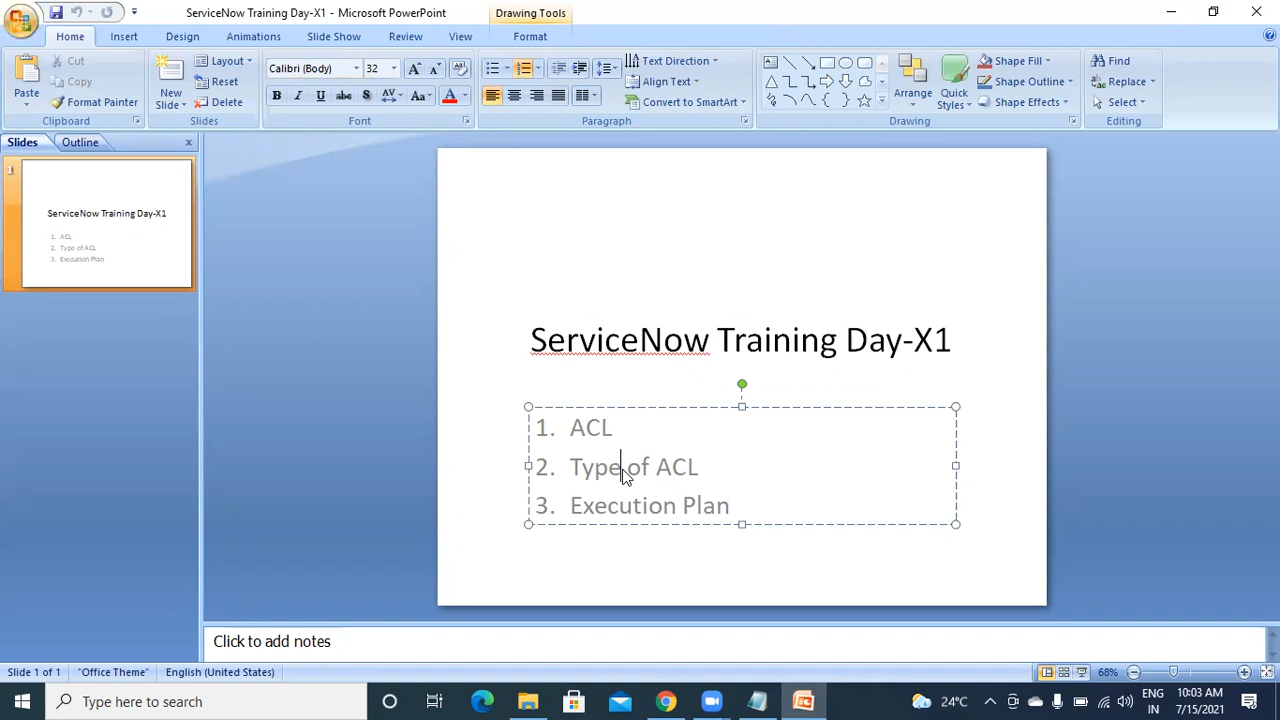 ServiceNow Training Day-X1 - Microsoft PowerPoint
Drawing Tools
Home Insert Design Animations Slide Show Review View Format
Paste
Cut
Copy
Format Painter
Clipboard
New Slide
Layout
Reset
Delete
Slides
Calibri (Body) 32
B I U abc S AV Aa A
Font
Text Direction
Align Text
Convert to SmartArt
Paragraph
Arrange
Quick Styles
Shape Fill
Shape Outline
Shape Effects
Drawing
Find
Replace
Select
Editing
Slides Outline
1
ServiceNow Training Day-X1
1. ACL
2. Type of ACL
3. Execution Plan
ServiceNow Training Day-X1
1. ACL
2. Type of ACL
3. Execution Plan
Click to add notes
Slide 1 of 1 "Office Theme" English (United States) 68%
Type here to search
24°C
ENG
IN
10:03 AM
7/15/2021